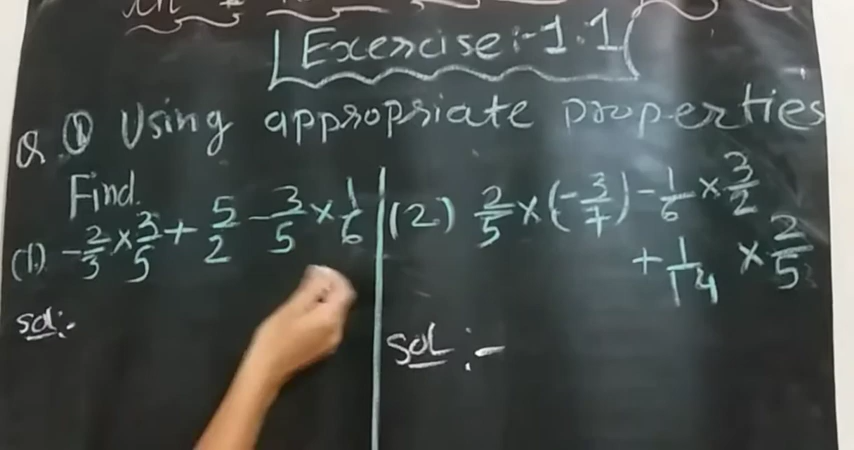 Exercise:-1.1
Q ① Using appropriate properties
Find.
(1) -2/3 × 3/5 + 5/2 - 3/5 × 1/6
(2) 2/5 × (-3/7) - 1/6 × 3/2
+ 1/14 × 2/5
Sol:-
Sol:-